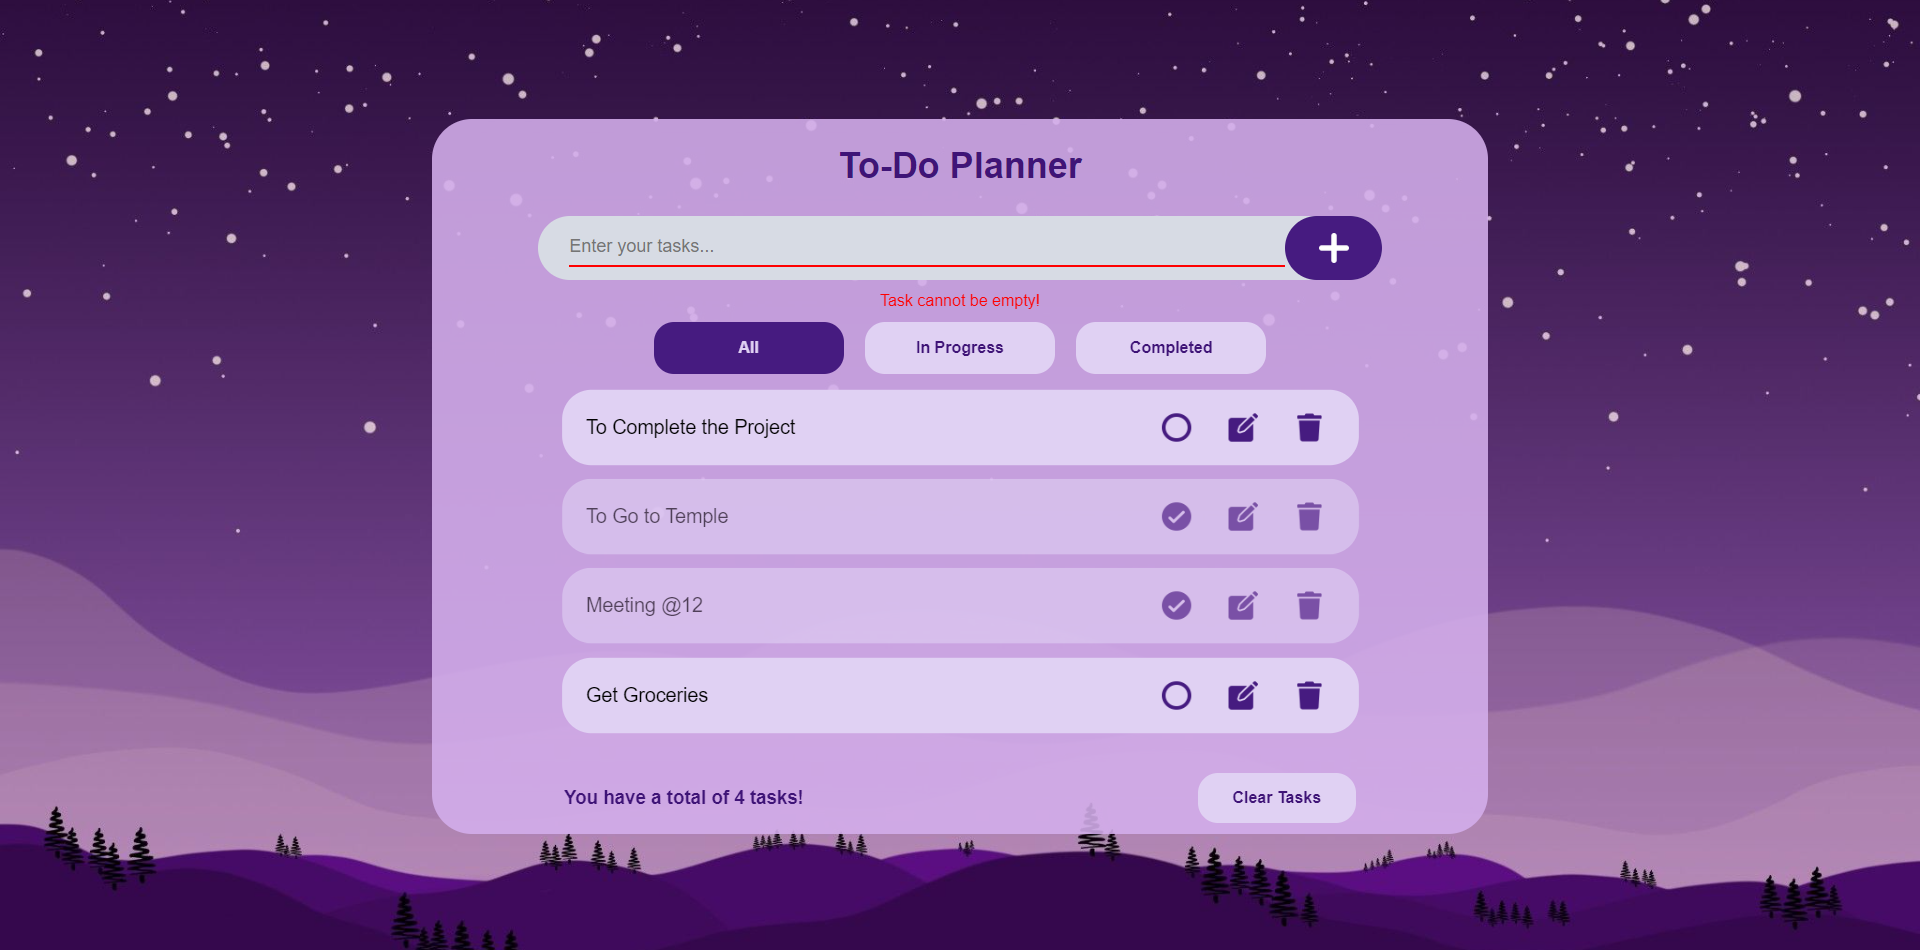 To-Do Planner
Enter your tasks...
Task cannot be empty!
All In Progress Completed
To Complete the Project
To Go to Temple
Meeting @12
Get Groceries
You have a total of 4 tasks! Clear Tasks